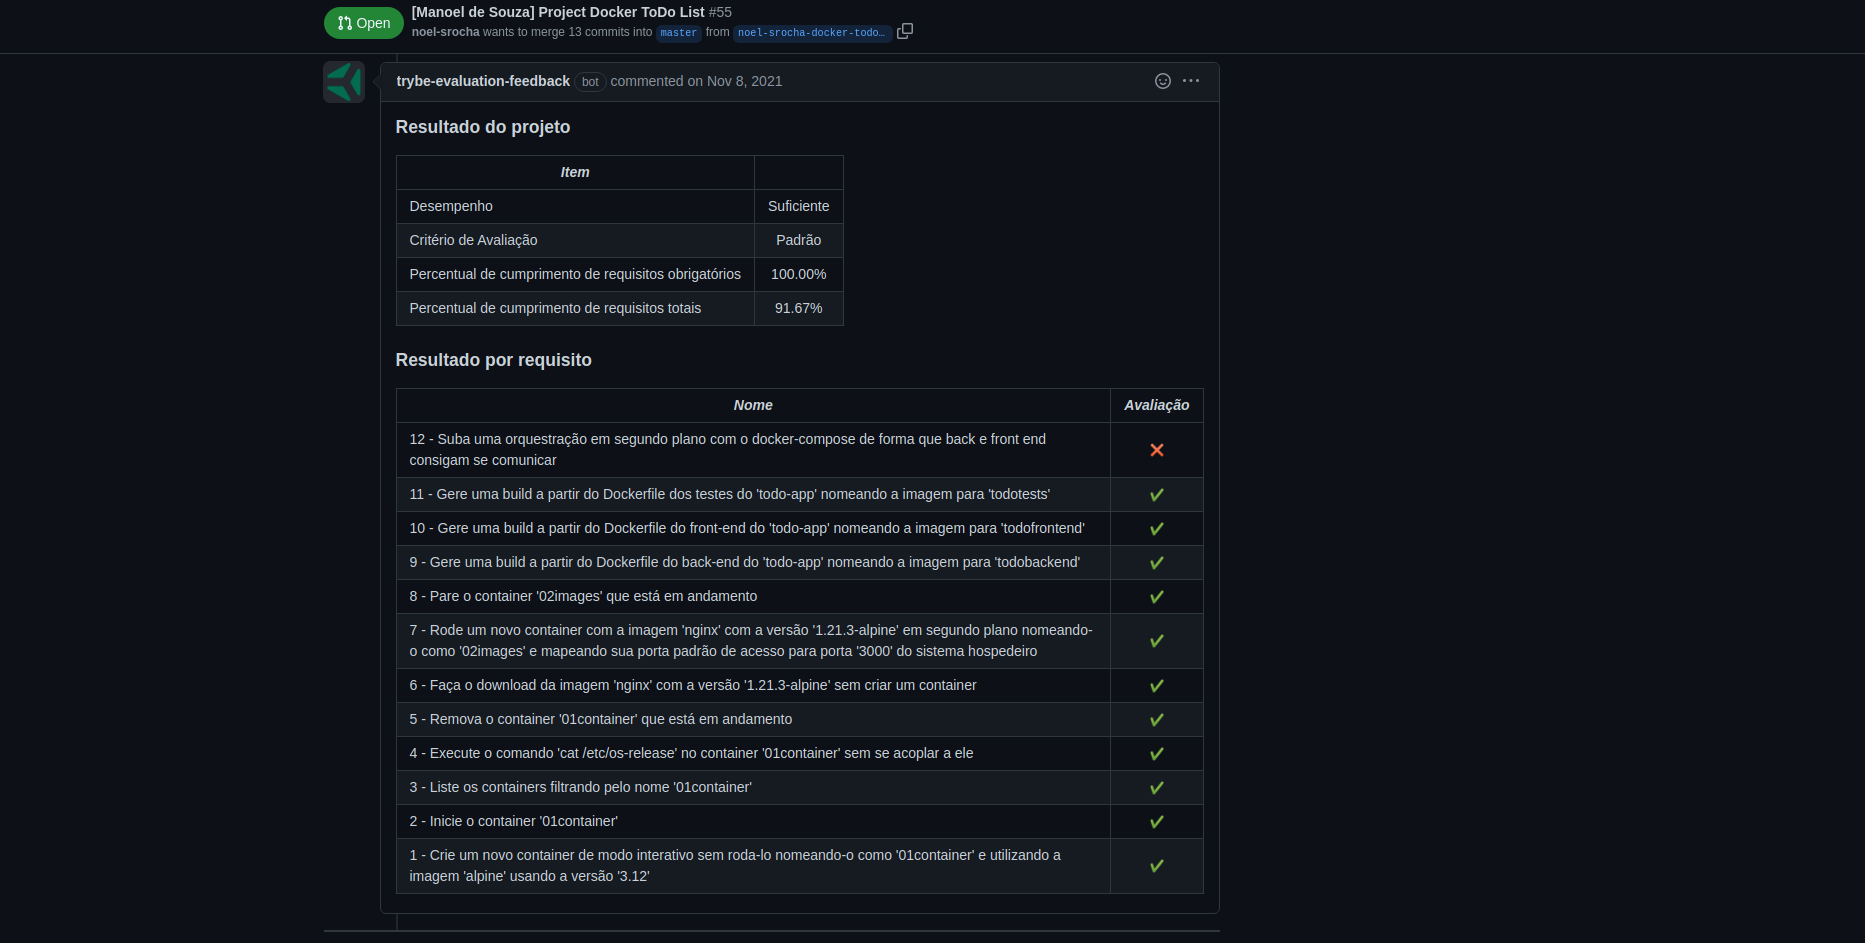 Open
[Manoel de Souza] Project Docker ToDo List #55
noel-srocha wants to merge 13 commits into master from noel-srocha-docker-todo…
trybe-evaluation-feedback bot commented on Nov 8, 2021
Resultado do projeto
Item
Desempenho Suficiente
Critério de Avaliação Padrão
Percentual de cumprimento de requisitos obrigatórios 100.00%
Percentual de cumprimento de requisitos totais 91.67%
Resultado por requisito
Nome Avaliação
12 - Suba uma orquestração em segundo plano com o docker-compose de forma que back e front end
consigam se comunicar
11 - Gere uma build a partir do Dockerfile dos testes do 'todo-app' nomeando a imagem para 'todotests'
10 - Gere uma build a partir do Dockerfile do front-end do 'todo-app' nomeando a imagem para 'todofrontend'
9 - Gere uma build a partir do Dockerfile do back-end do 'todo-app' nomeando a imagem para 'todobackend'
8 - Pare o container '02images' que está em andamento
7 - Rode um novo container com a imagem 'nginx' com a versão '1.21.3-alpine' em segundo plano nomeando-
o como '02images' e mapeando sua porta padrão de acesso para porta '3000' do sistema hospedeiro
6 - Faça o download da imagem 'nginx' com a versão '1.21.3-alpine' sem criar um container
5 - Remova o container '01container' que está em andamento
4 - Execute o comando 'cat /etc/os-release' no container '01container' sem se acoplar a ele
3 - Liste os containers filtrando pelo nome '01container'
2 - Inicie o container '01container'
1 - Crie um novo container de modo interativo sem roda-lo nomeando-o como '01container' e utilizando a
imagem 'alpine' usando a versão '3.12'